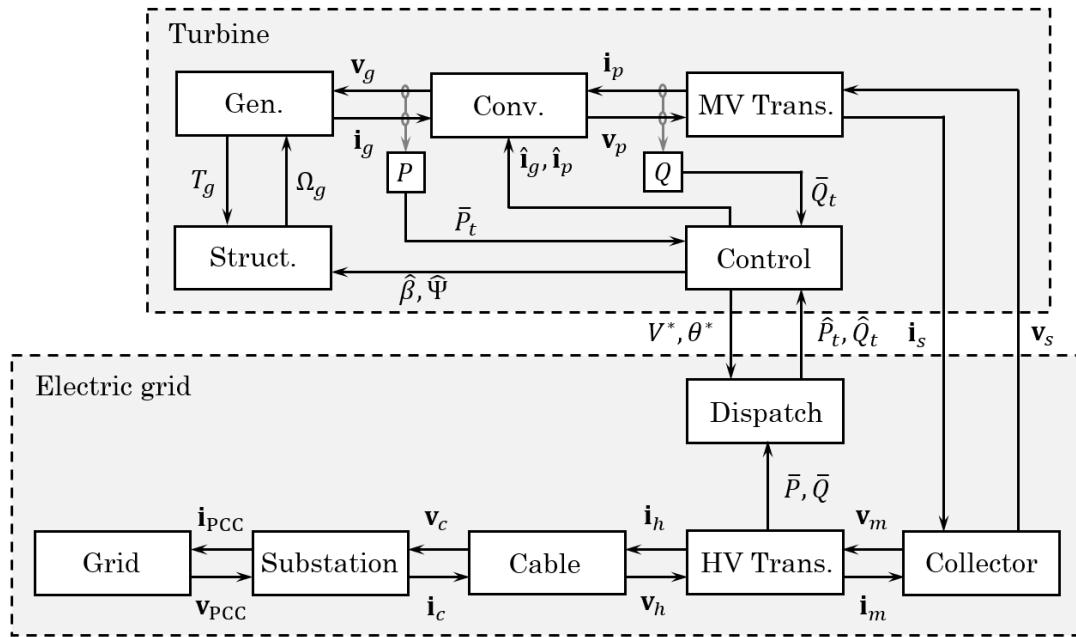 Turbine
𝐯_g
𝐢_p
Gen.
Conv.
MV Trans.
𝐢_g
𝐯_p
î_g, î_p
P
Q
T_g
Ω_g
P̄_t
Q̄_t
Struct.
Control
β̂, Ψ̂
V*, θ*
P̂_t, Q̂_t
𝐢_s
𝐯_s
Electric grid
Dispatch
P̄, Q̄
𝐢_PCC
𝐯_c
𝐢_h
𝐯_m
Grid
Substation
Cable
HV Trans.
Collector
𝐯_PCC
𝐢_c
𝐯_h
𝐢_m